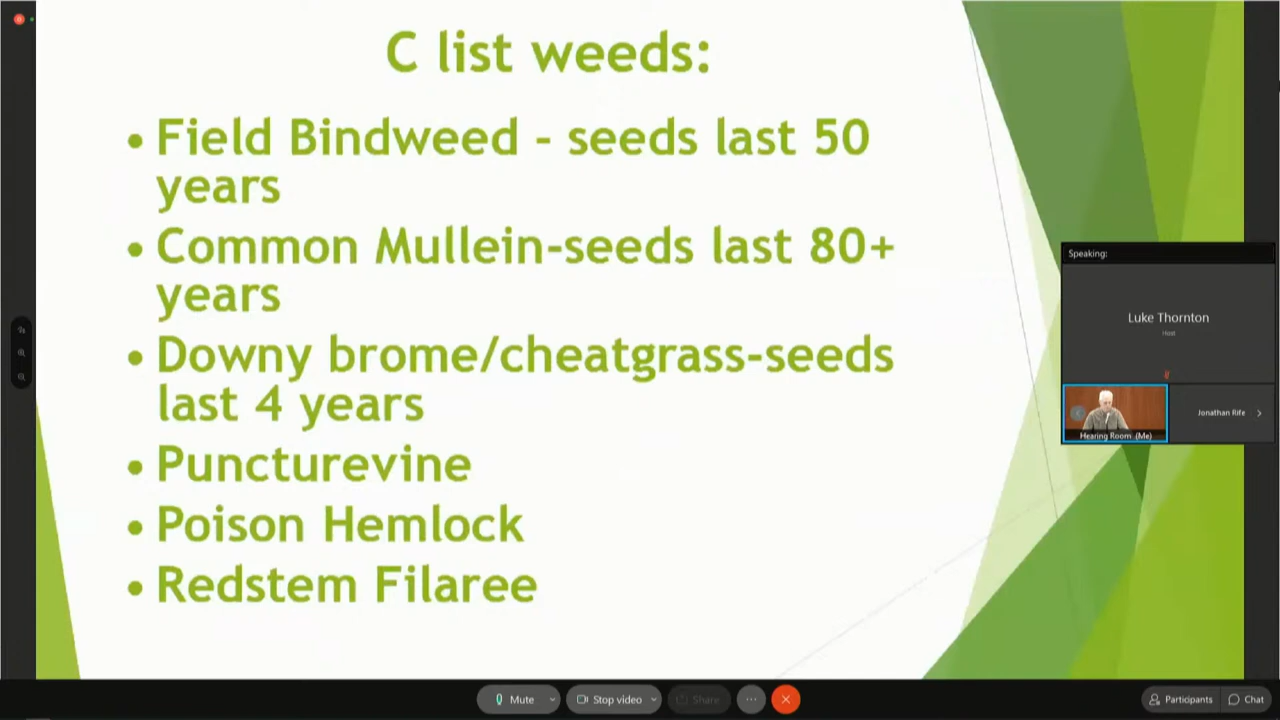 C list weeds:
• Field Bindweed - seeds last 50
years
• Common Mullein-seeds last 80+
years
• Downy brome/cheatgrass-seeds
last 4 years
• Puncturevine
• Poison Hemlock
• Redstem Filaree
Speaking:
Luke Thornton
Host
Hearing Room (Me)
Jonathan Rife
Mute
Stop video
Share
Participants
Chat